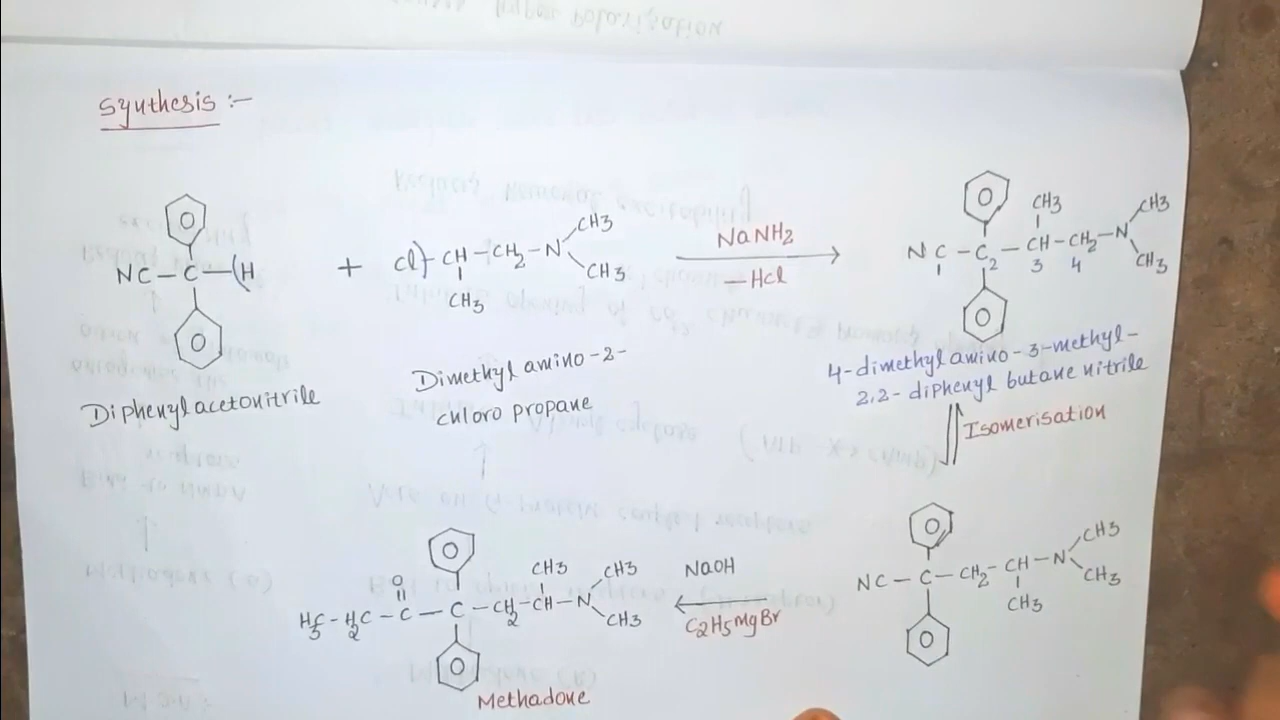 Synthesis :-
NC - C - (H
+
Cl) - CH - CH2 - N
CH3
CH3
CH3
NaNH2
- HCl
NC - C - CH - CH2 - N
CH3
CH3
CH3
1 2 3 4
Diphenylacetonitrile
Dimethyl amino-2-
chloro propane
4-dimethyl amino-3-methyl-
2,2-diphenyl butane nitrile
Isomerisation
NC - C - CH2 - CH - N
CH3
CH3
CH3
NaOH
C2H5MgBr
H3C - H2C - C - C - CH2 - CH - N
O
CH3
CH3
CH3
Methadone